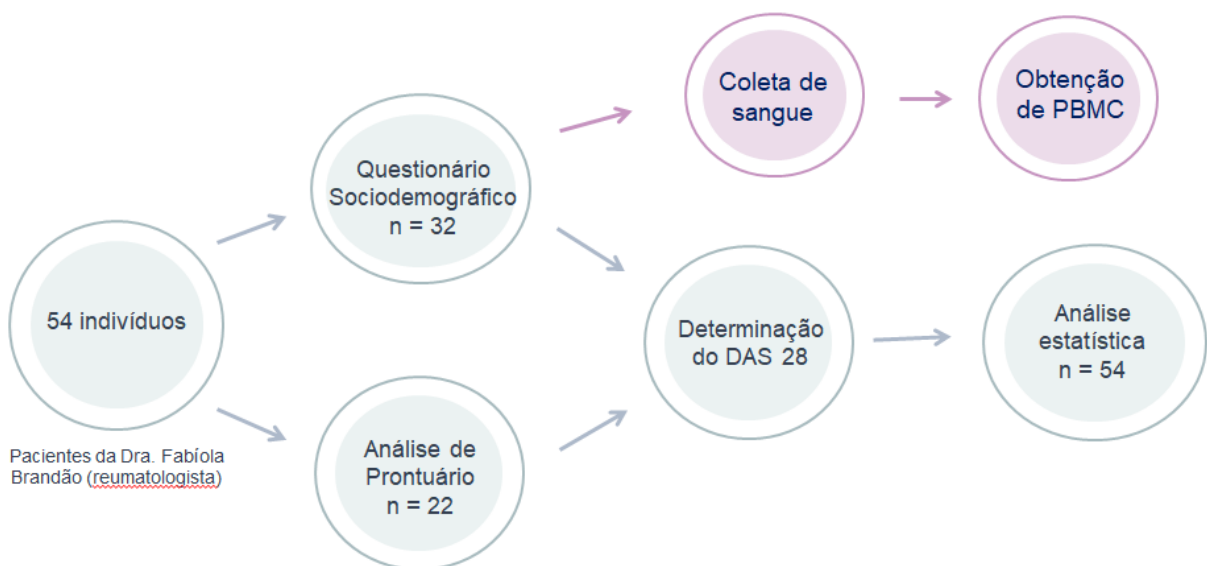 54 indivíduos
Pacientes da Dra. Fabíola
Brandão (reumatologista)
Questionário
Sociodemográfico
n = 32
Análise de
Prontuário
n = 22
Coleta de
sangue
Obtenção
de PBMC
Determinação
do DAS 28
Análise
estatística
n = 54